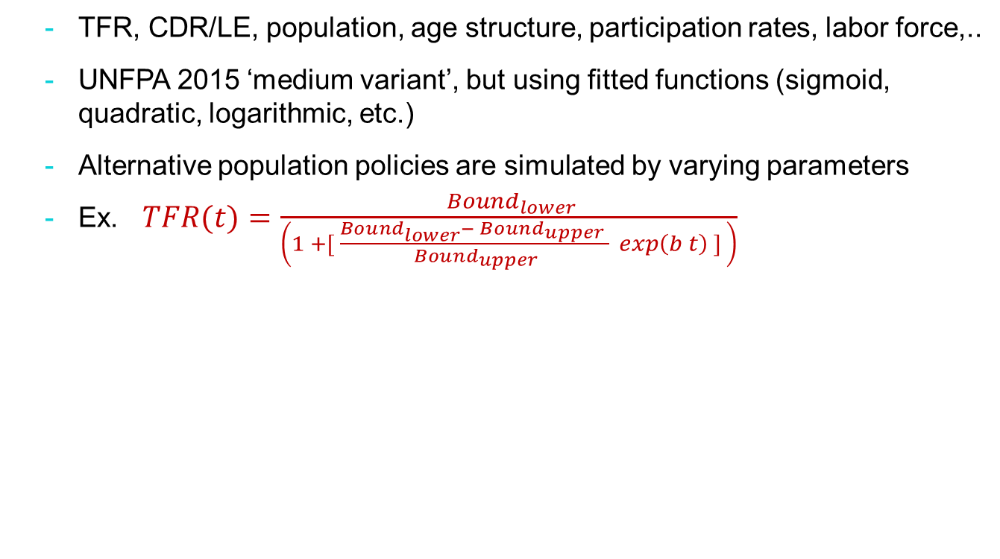 - TFR, CDR/LE, population, age structure, participation rates, labor force,..
- UNFPA 2015 ‘medium variant’, but using fitted functions (sigmoid,
quadratic, logarithmic, etc.)
- Alternative population policies are simulated by varying parameters
- Ex. TFR(t) = \frac{Bound_{lower}}{\left(1 + [\frac{Bound_{lower} - Bound_{upper}}{Bound_{upper}} exp(b t) ]\right)}